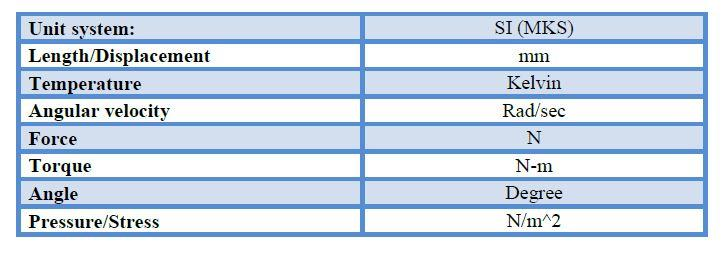 Unit system: SI (MKS)
Length/Displacement mm
Temperature Kelvin
Angular velocity Rad/sec
Force N
Torque N-m
Angle Degree
Pressure/Stress N/m^2